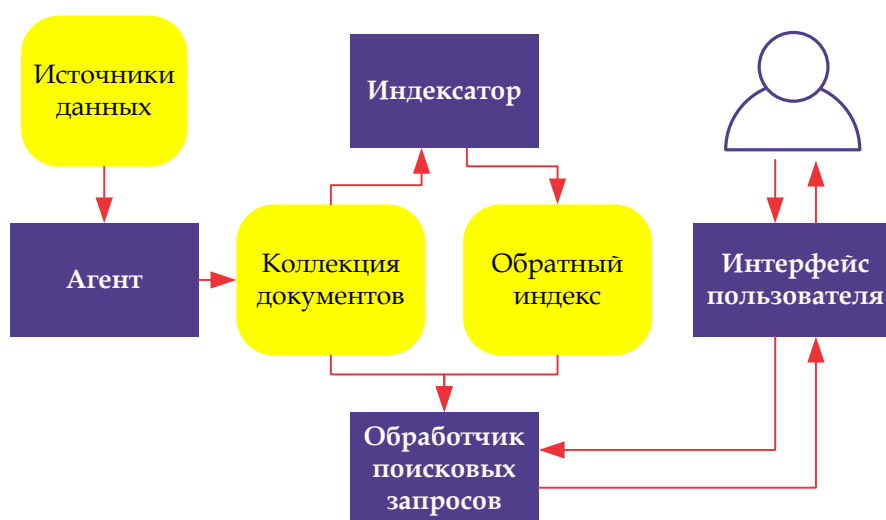 Источники
данных
Индексатор
Агент
Коллекция
документов
Обратный
индекс
Интерфейс
пользователя
Обработчик
поисковых
запросов